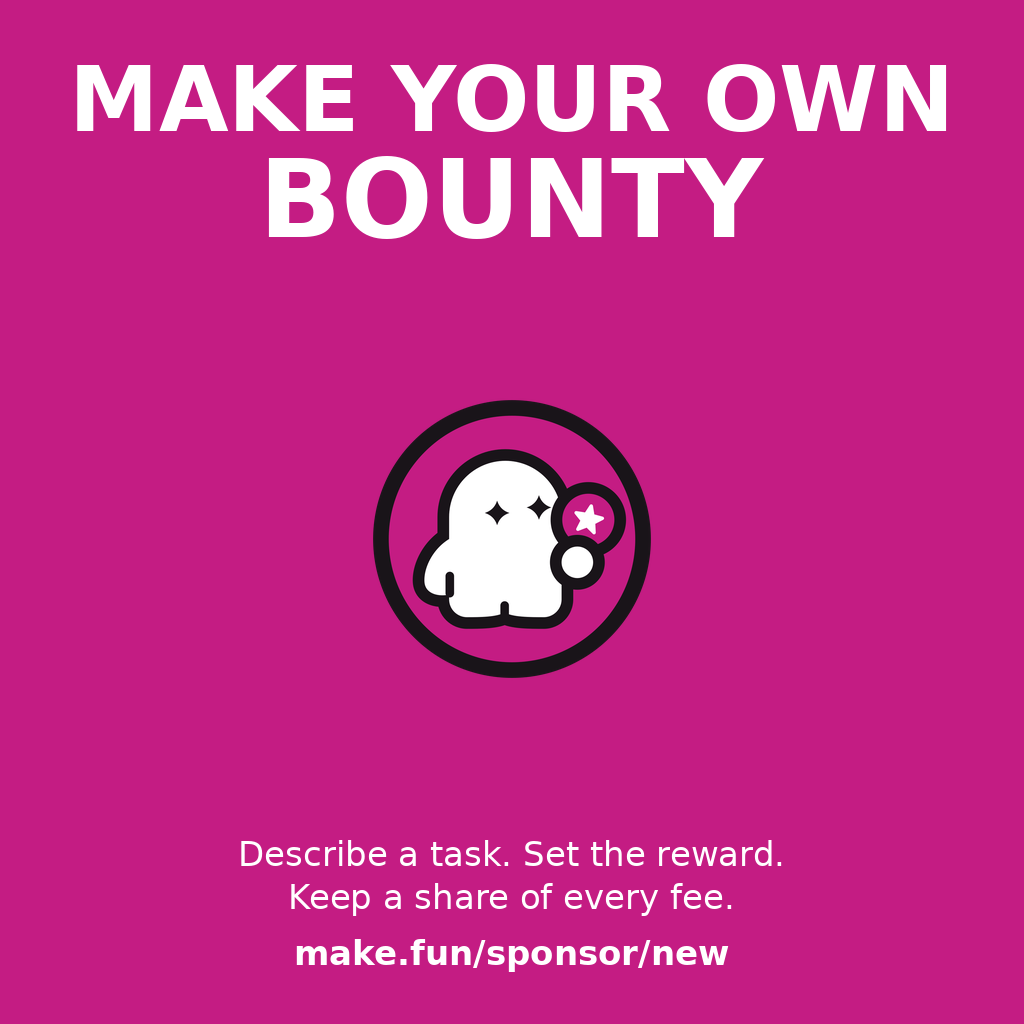 MAKE YOUR OWN
BOUNTY
Describe a task. Set the reward.
Keep a share of every fee.
make.fun/sponsor/new